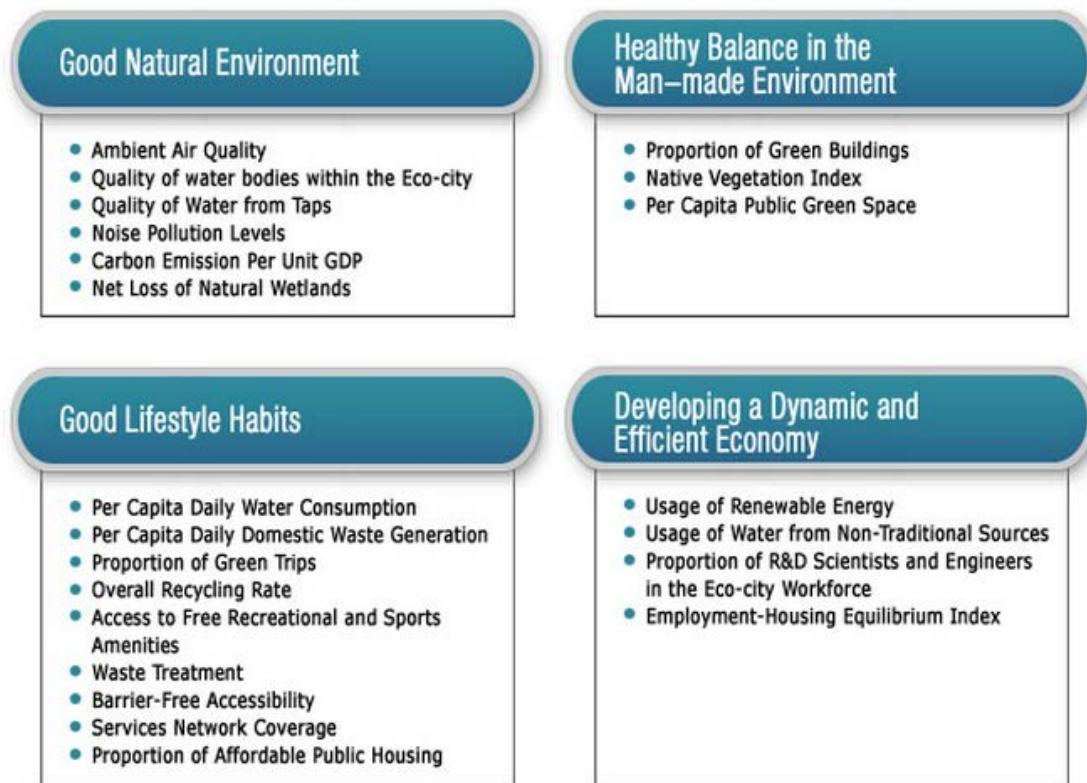 Good Natural Environment
• Ambient Air Quality
• Quality of water bodies within the Eco-city
• Quality of Water from Taps
• Noise Pollution Levels
• Carbon Emission Per Unit GDP
• Net Loss of Natural Wetlands
Healthy Balance in the
Man-made Environment
• Proportion of Green Buildings
• Native Vegetation Index
• Per Capita Public Green Space
Good Lifestyle Habits
• Per Capita Daily Water Consumption
• Per Capita Daily Domestic Waste Generation
• Proportion of Green Trips
• Overall Recycling Rate
• Access to Free Recreational and Sports
Amenities
• Waste Treatment
• Barrier-Free Accessibility
• Services Network Coverage
• Proportion of Affordable Public Housing
Developing a Dynamic and
Efficient Economy
• Usage of Renewable Energy
• Usage of Water from Non-Traditional Sources
• Proportion of R&D Scientists and Engineers
in the Eco-city Workforce
• Employment-Housing Equilibrium Index